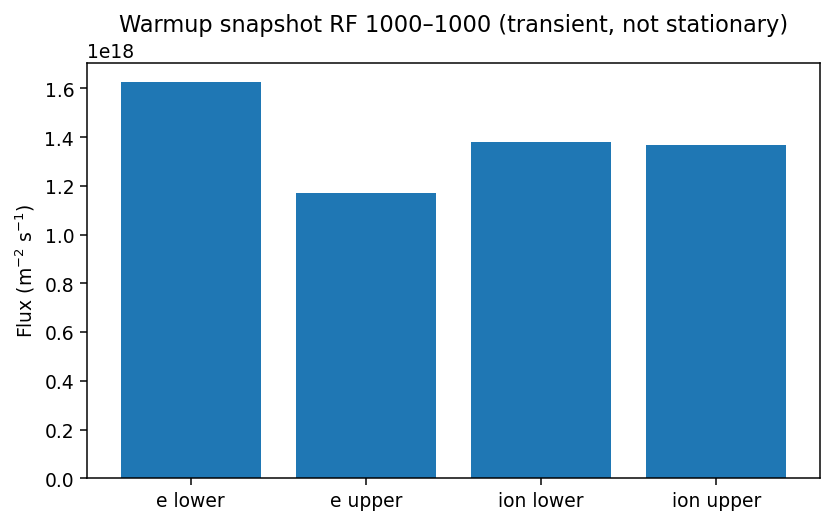 Warmup snapshot RF 1000–1000 (transient, not stationary)
1e18
1.6
1.4
1.2
1.0
0.8
0.6
0.4
0.2
0.0
Flux (m⁻² s⁻¹)
e lower
e upper
ion lower
ion upper